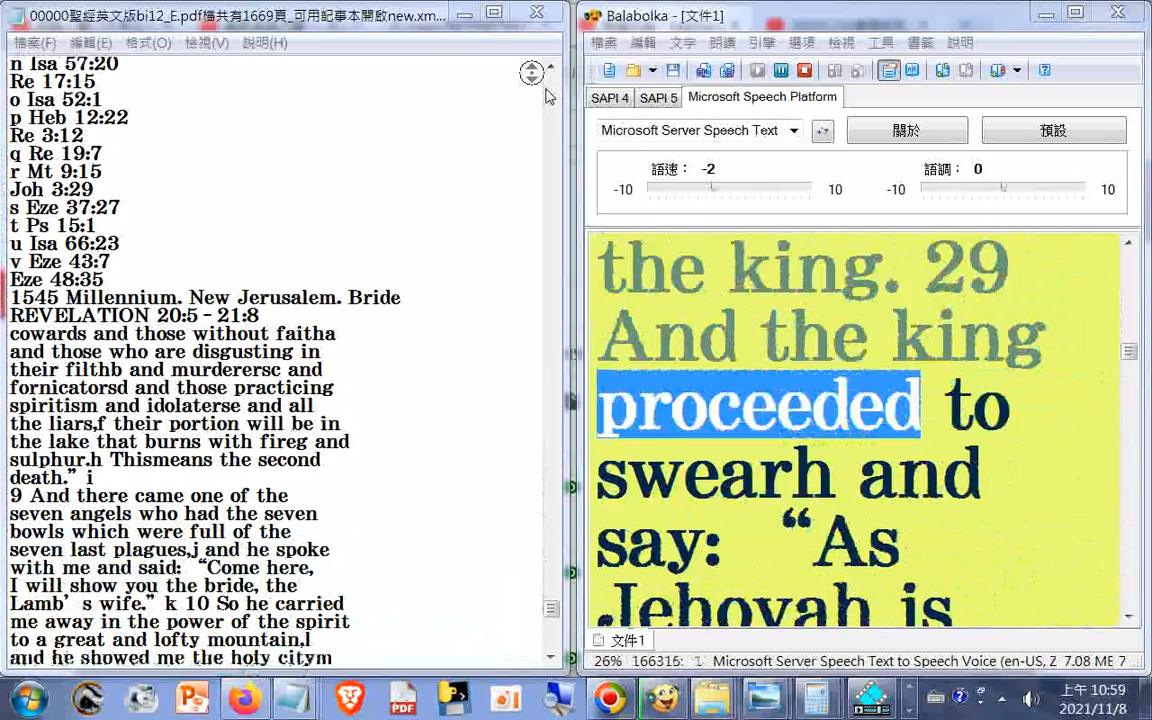 00000聖經英文版bi12_E.pdf檔共有1669頁_可用記事本開啟new.xm...
檔案(F) 編輯(E) 格式(O) 檢視(V) 說明(H)
n Isa 57:20
Re 17:15
o Isa 52:1
p Heb 12:22
Re 3:12
q Re 19:7
r Mt 9:15
Joh 3:29
s Eze 37:27
t Ps 15:1
u Isa 66:23
v Eze 43:7
Eze 48:35
1545 Millennium. New Jerusalem. Bride
REVELATION 20:5 – 21:8
cowards and those without faitha
and those who are disgusting in
their filthb and murderersc and
fornicatorsd and those practicing
spiritism and idolaterse and all
the liars,f their portion will be in
the lake that burns with fireg and
sulphur.h Thismeans the second
death.” i
9 And there came one of the
seven angels who had the seven
bowls which were full of the
seven last plagues,j and he spoke
with me and said: “Come here,
I will show you the bride, the
Lamb’s wife.” k 10 So he carried
me away in the power of the spirit
to a great and lofty mountain,l
and he showed me the holy citym
Balabolka - [文件1]
檔案 編輯 文字 朗讀 引擎 選項 檢視 工具 書籤 說明
SAPI 4 SAPI 5 Microsoft Speech Platform
Microsoft Server Speech Text 關於 預設
語速： -2 語調： 0
-10 10 -10 10
the king. 29
And the king
proceeded to
swearh and
say: “As
Jehovah is
文件1
26% 166316: 1 Microsoft Server Speech Text to Speech Voice (en-US, Z 7.08 MB 7
上午 10:59
2021/11/8